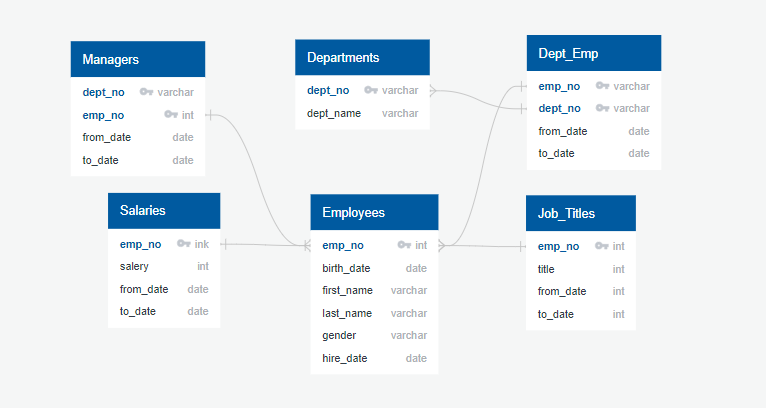 Managers
dept_no varchar
emp_no int
from_date date
to_date date
Departments
dept_no varchar
dept_name varchar
Dept_Emp
emp_no varchar
dept_no varchar
from_date date
to_date date
Salaries
emp_no ink
salery int
from_date date
to_date date
Employees
emp_no int
birth_date date
first_name varchar
last_name varchar
gender varchar
hire_date date
Job_Titles
emp_no int
title int
from_date int
to_date int